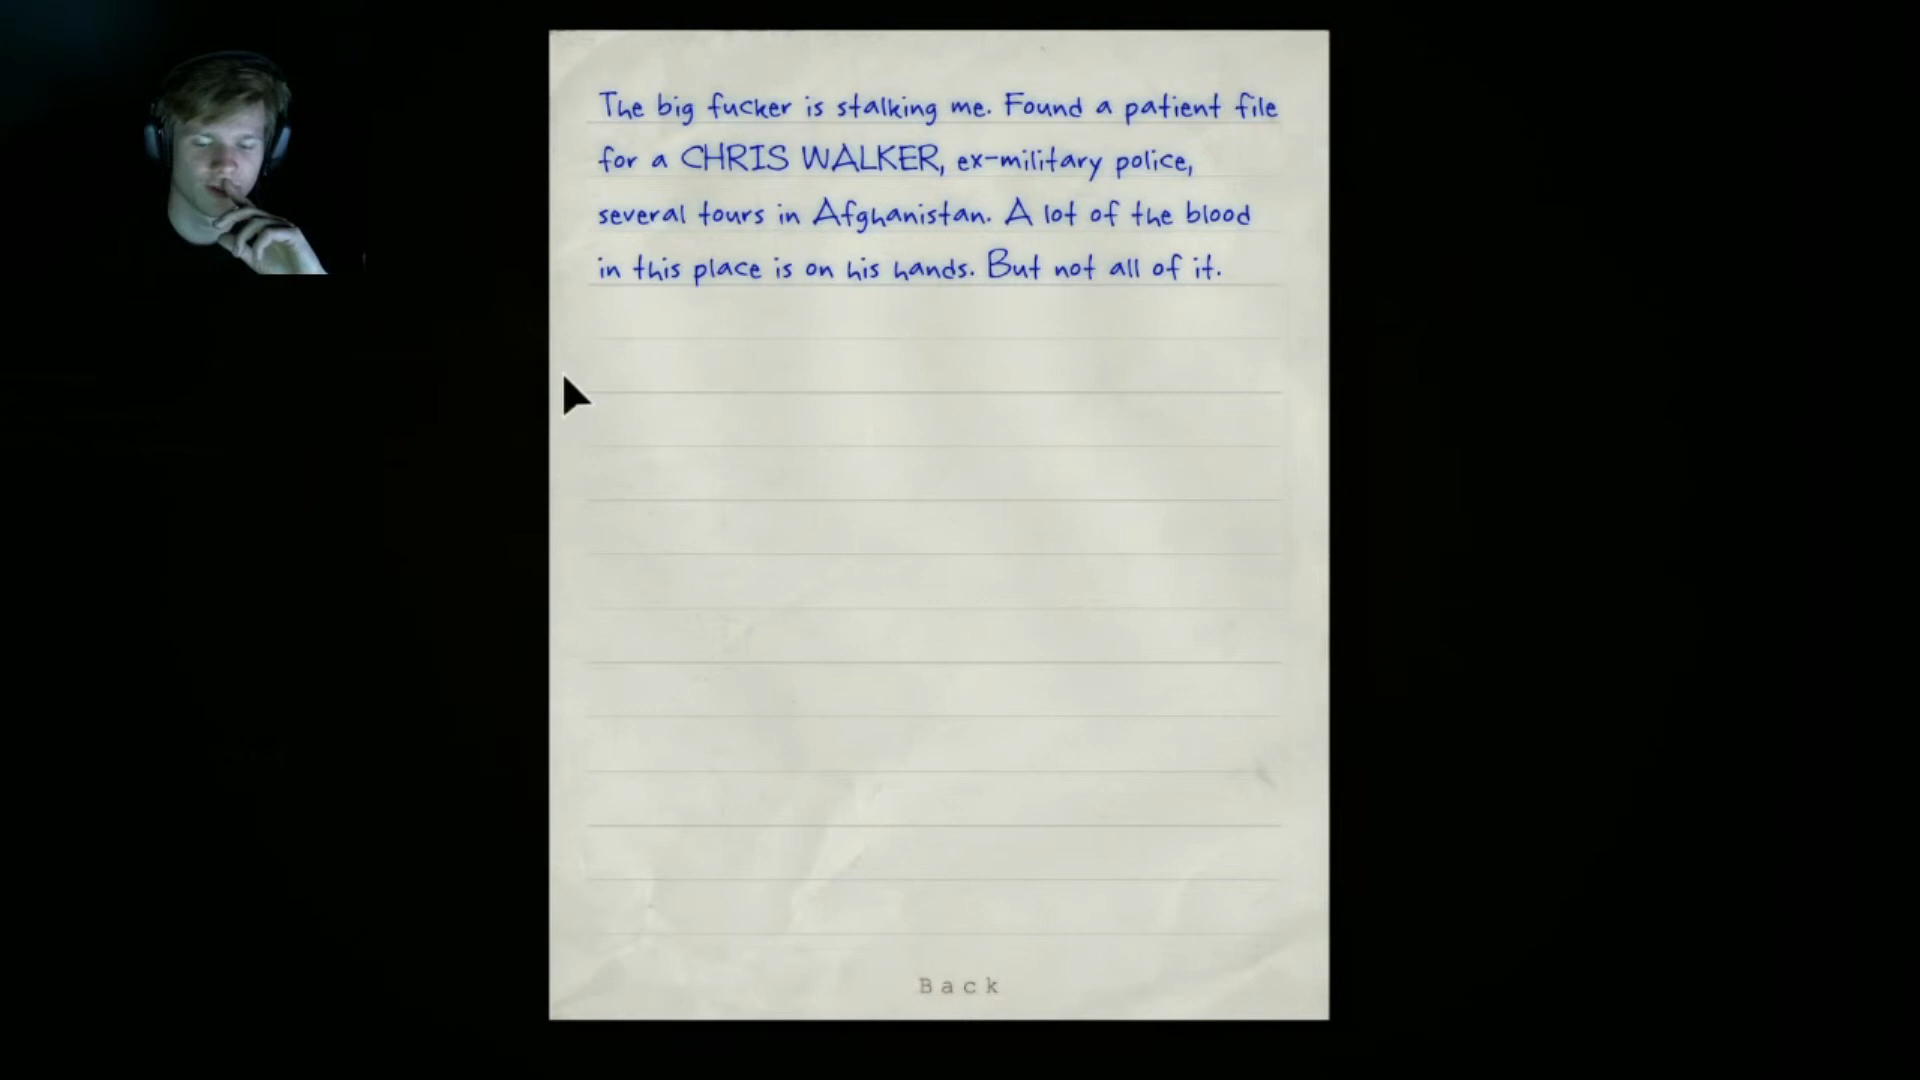 The big fucker is stalking me. Found a patient file
for a CHRIS WALKER, ex-military police,
several tours in Afghanistan. A lot of the blood
in this place is on his hands. But not all of it.
Back